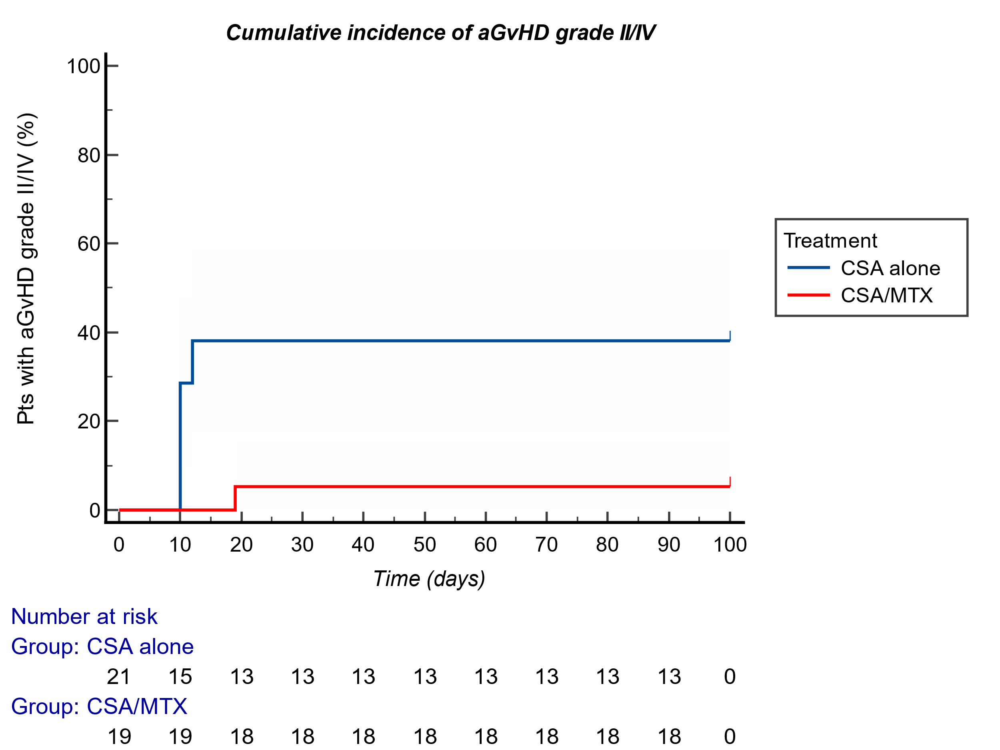 Cumulative incidence of aGvHD grade II/IV
Pts with aGvHD grade II/IV (%)
100
80
60
40
20
0
0 10 20 30 40 50 60 70 80 90 100
Time (days)
Treatment
CSA alone
CSA/MTX
Number at risk
Group: CSA alone
21 15 13 13 13 13 13 13 13 13 0
Group: CSA/MTX
19 19 18 18 18 18 18 18 18 18 0